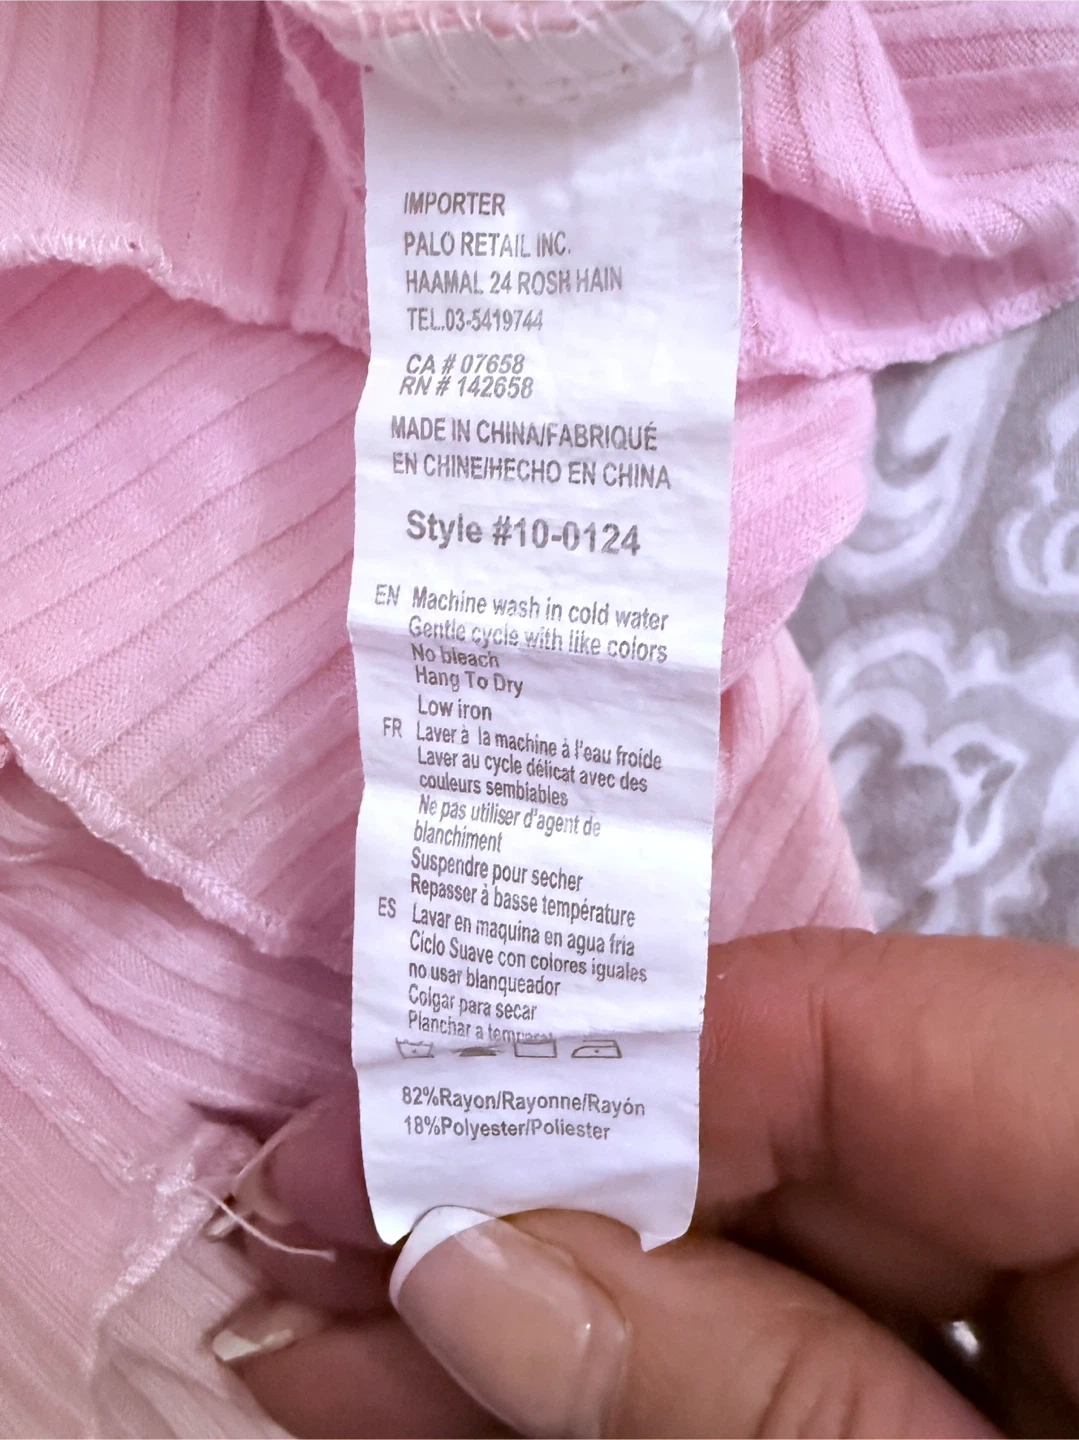 IMPORTER
PALO RETAIL INC.
HAAMAL 24 ROSH HAIN
TEL.03-5419744
CA # 07658
RN # 142658
MADE IN CHINA/FABRIQUÉ
EN CHINE/HECHO EN CHINA
Style #10-0124
EN Machine wash in cold water
Gentle cycle with like colors
No bleach
Hang To Dry
Low iron
FR Laver à la machine à l'eau froide
Laver au cycle délicat avec des
couleurs sembiables
Ne pas utiliser d'agent de
blanchiment
Suspendre pour secher
Repasser à basse température
ES Lavar en maquina en agua fria
Ciclo Suave con colores iguales
no usar blanqueador
Colgar para secar
Planchar a
82%Rayon/Rayonne/Rayón
18%Polyester/Poliester